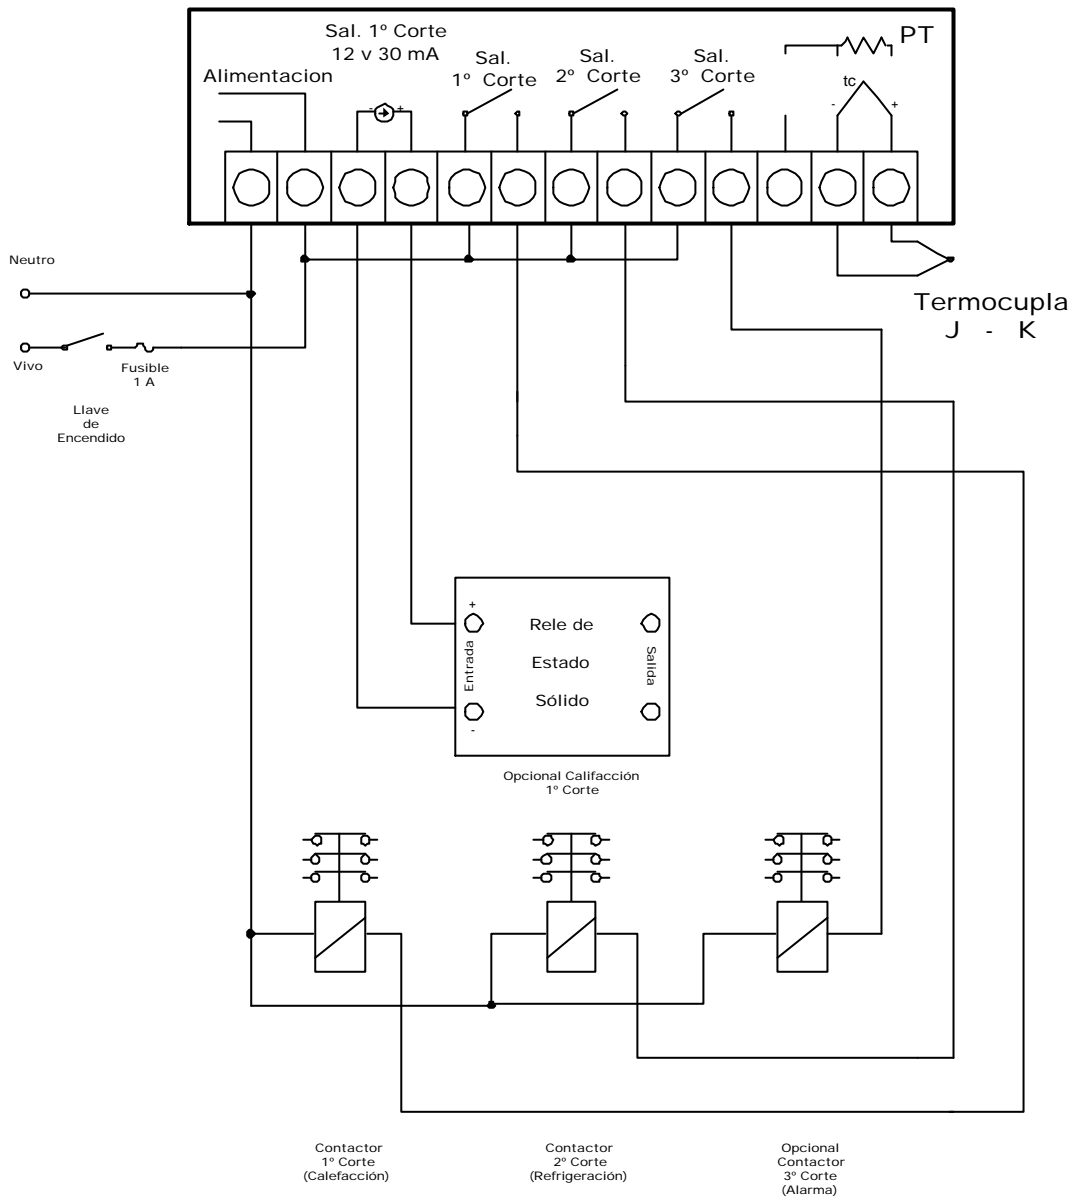 Sal. 1º Corte
12 v 30 mA
PT
Alimentacion
Sal.
1º Corte
Sal.
2º Corte
Sal.
3º Corte
tc
- +
- +
Neutro
Termocupla
J - K
Vivo
Fusible
1 A
Llave
de
Encendido
+
Entrada
-
Rele de
Estado
Sólido
Salida
Opcional Califacción
1º Corte
Contactor
1º Corte
(Calefacción)
Contactor
2º Corte
(Refrigeración)
Opcional
Contactor
3º Corte
(Alarma)